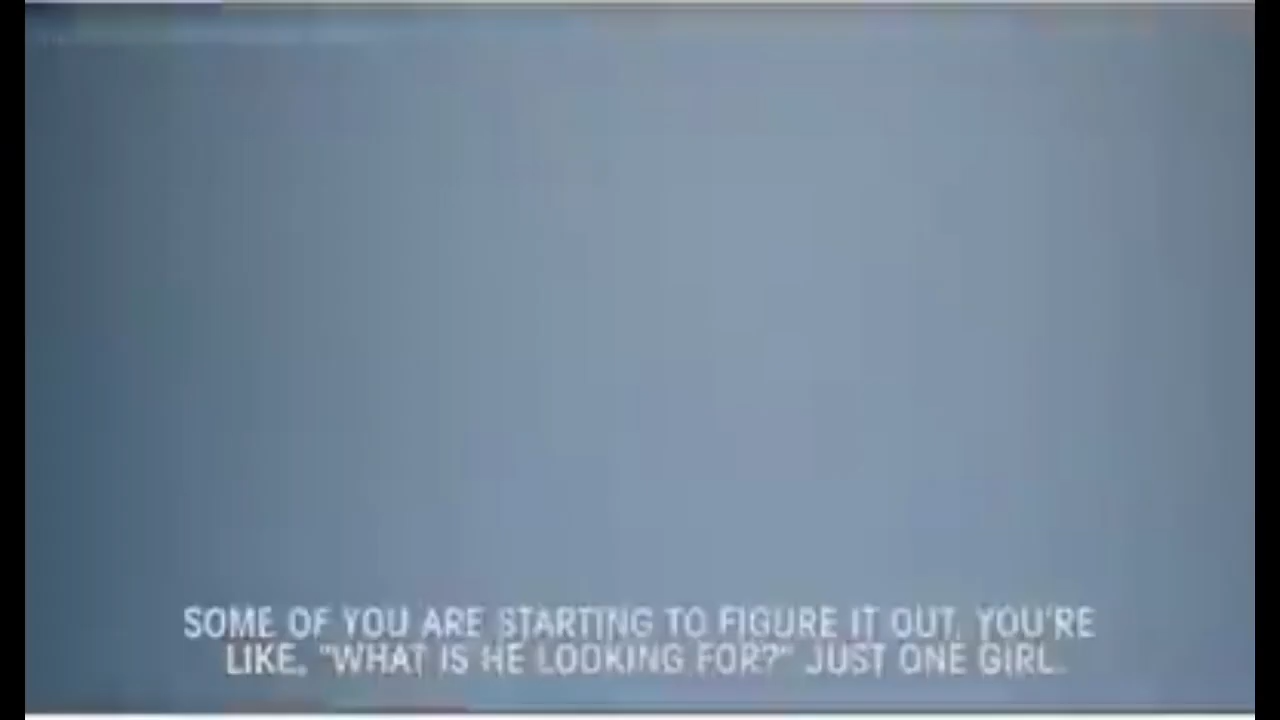 SOME OF YOU ARE STARTING TO FIGURE IT OUT. YOU'RE
LIKE, "WHAT IS HE LOOKING FOR?" JUST ONE GIRL.